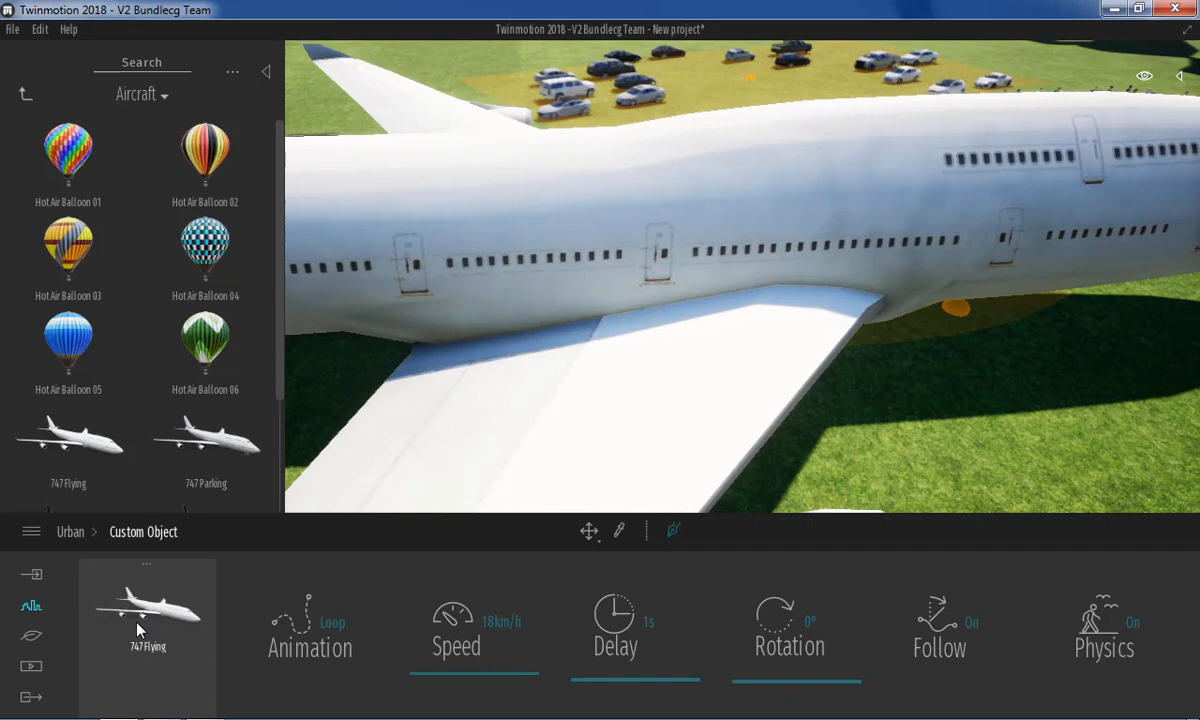 Twinmotion 2018 - V2 Bundlecg Team
File Edit Help
Twinmotion 2018 - V2 Bundlecg Team - New project*
Search
Aircraft
Hot Air Balloon 01
Hot Air Balloon 02
Hot Air Balloon 03
Hot Air Balloon 04
Hot Air Balloon 05
Hot Air Balloon 06
747 Flying
747 Parking
Urban > Custom Object
747 Flying
Loop
Animation
18km/h
Speed
1s
Delay
0°
Rotation
On
Follow
On
Physics